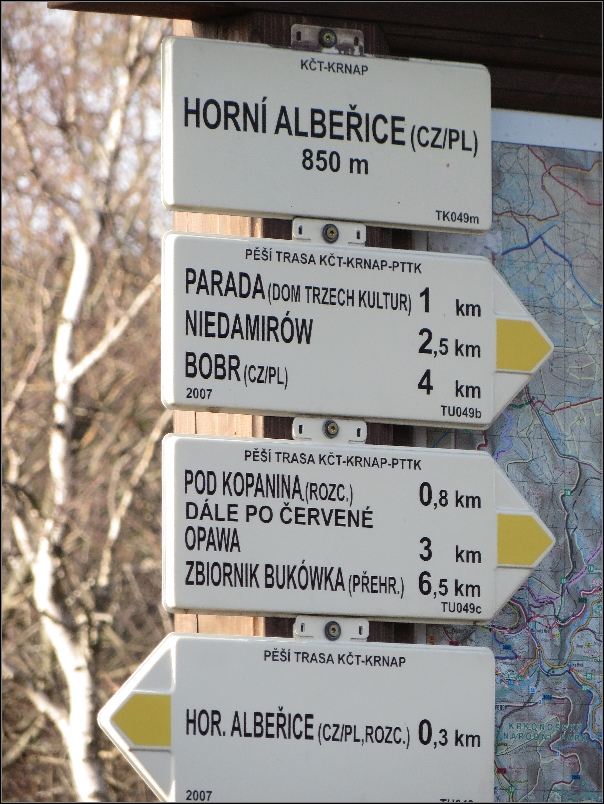 KČT-KRNAP
HORNÍ ALBEŘICE (CZ/PL)
850 m
TK049m
PĚŠÍ TRASA KČT-KRNAP-PTTK
PARADA (DOM TRZECH KULTUR) 1 km
NIEDAMIRÓW 2,5 km
BOBR (CZ/PL) 4 km
2007 TU049b
PĚŠÍ TRASA KČT-KRNAP-PTTK
POD KOPANINA (ROZC.) 0,8 km
DÁLE PO ČERVENÉ
OPAWA 3 km
ZBIORNIK BUKÓWKA (PŘEHR.) 6,5 km
TU049c
PĚŠÍ TRASA KČT-KRNAP
HOR. ALBEŘICE (CZ/PL,ROZC.) 0,3 km
2007